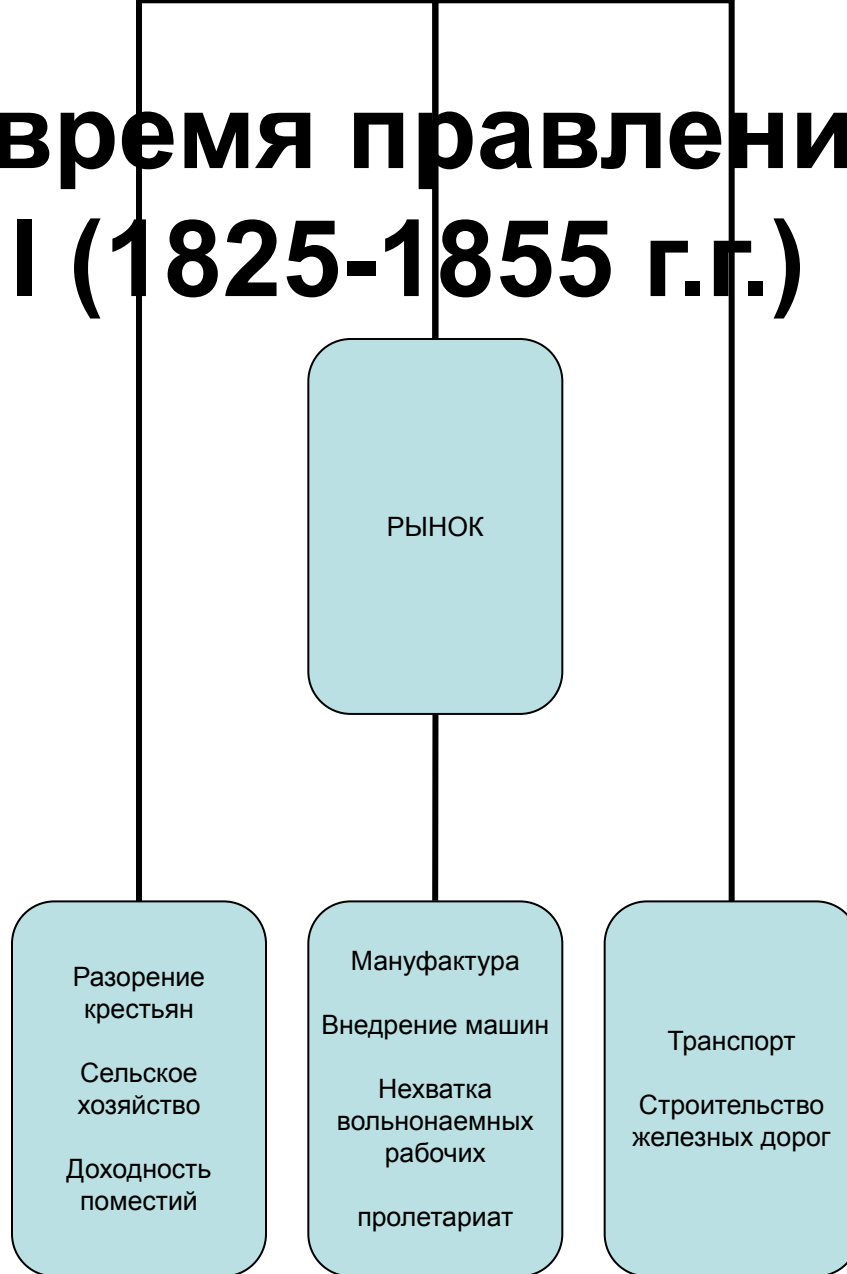 время правлени
I (1825-1855 г.г.)
РЫНОК
Разорение
крестьян
Сельское
хозяйство
Доходность
поместий
Мануфактура
Внедрение машин
Нехватка
вольнонаемных
рабочих
пролетариат
Транспорт
Строительство
железных дорог